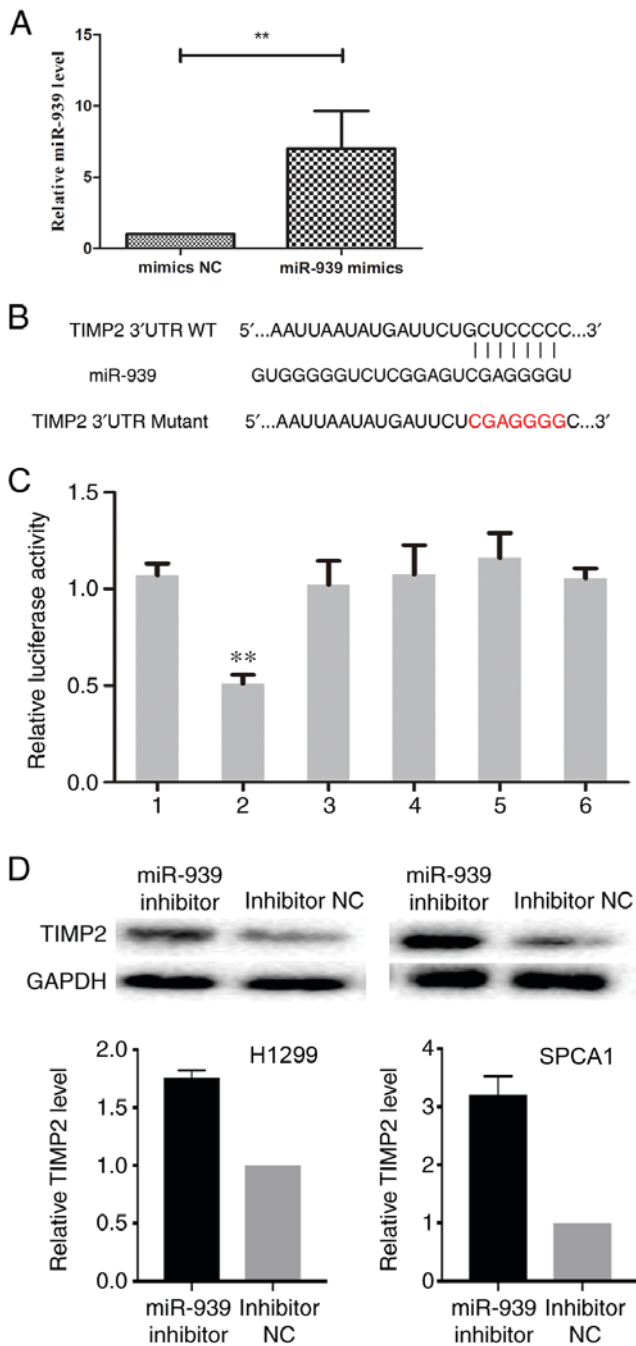 A
15
**
10
Relative miR-939 level
5
0
mimics NC miR-939 mimics
B
TIMP2 3′UTR WT 5′...AAUUAAUAUGAUUCUGCUCCCCC...3′
miR-939 GUGGGGGUCUCGGAGUCGAGGGGU
TIMP2 3′UTR Mutant 5′...AAUUAAUAUGAUUCUCGAGGGGC...3′
C
1.5
Relative luciferase activity
1.0
**
0.5
0.0
1 2 3 4 5 6
D
miR-939 inhibitor
Inhibitor NC
miR-939 inhibitor
Inhibitor NC
TIMP2
GAPDH
H1299
Relative TIMP2 level
2.0
1.5
1.0
0.5
0.0
miR-939 inhibitor
Inhibitor NC
SPCA1
Relative TIMP2 level
4
3
2
1
0
miR-939 inhibitor
Inhibitor NC